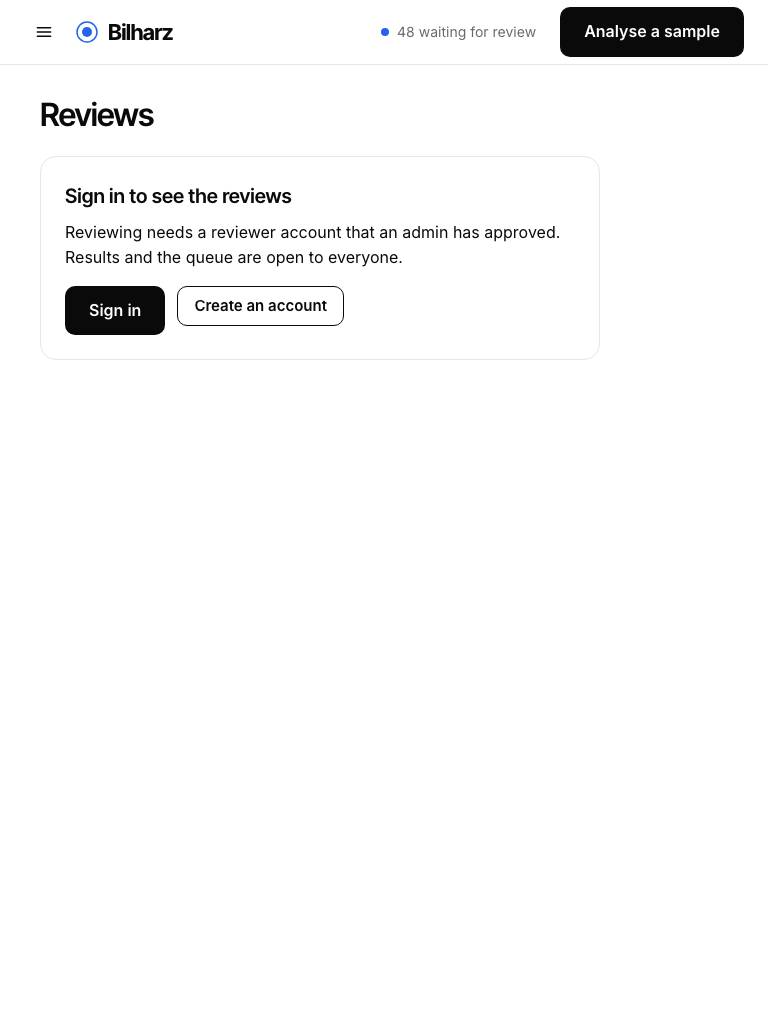 Bilharz
48 waiting for review
Analyse a sample
Reviews
Sign in to see the reviews
Reviewing needs a reviewer account that an admin has approved.
Results and the queue are open to everyone.
Sign in
Create an account